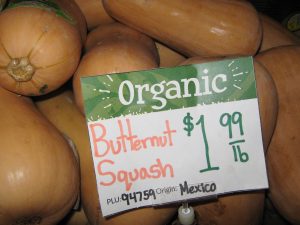 Organic
Butternut $1 99/lb
Squash
PLU: 94759 Origin: Mexico